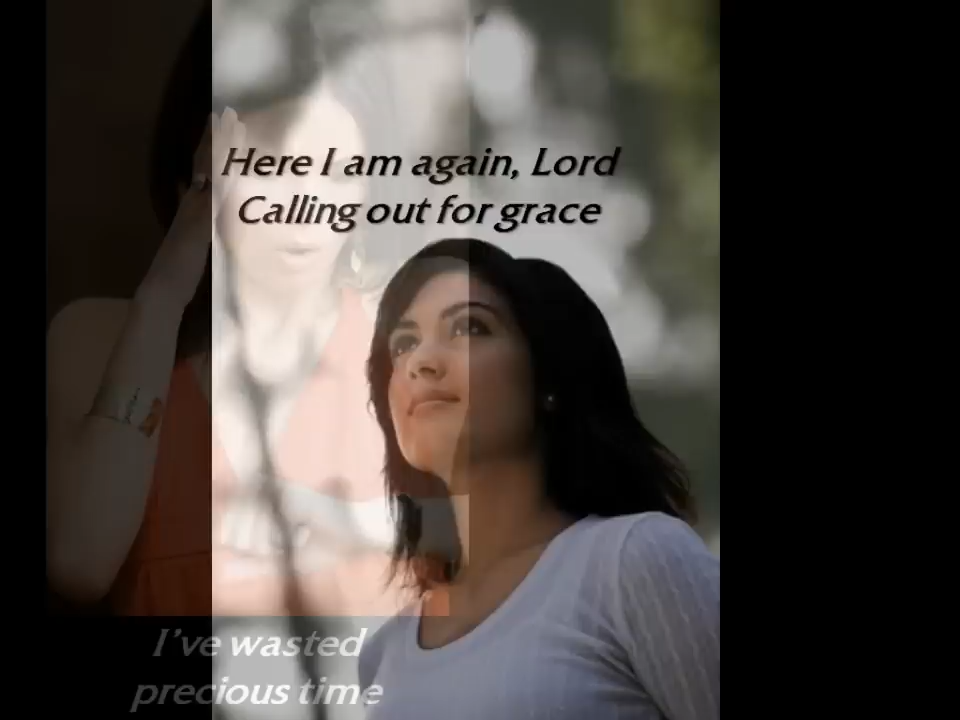 Here I am again, Lord
Calling out for grace
I've wasted
precious time